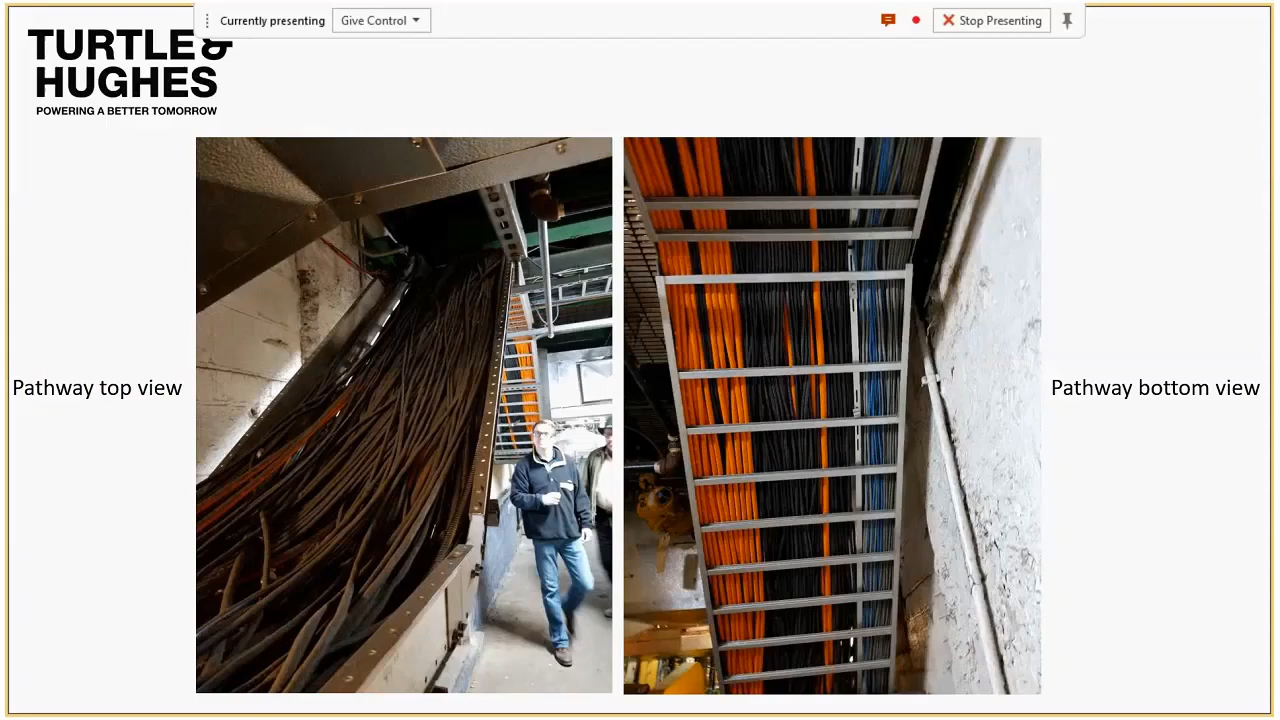 Currently presenting
Give Control
Stop Presenting
TURTLE &
HUGHES
POWERING A BETTER TOMORROW
Pathway top view
Pathway bottom view